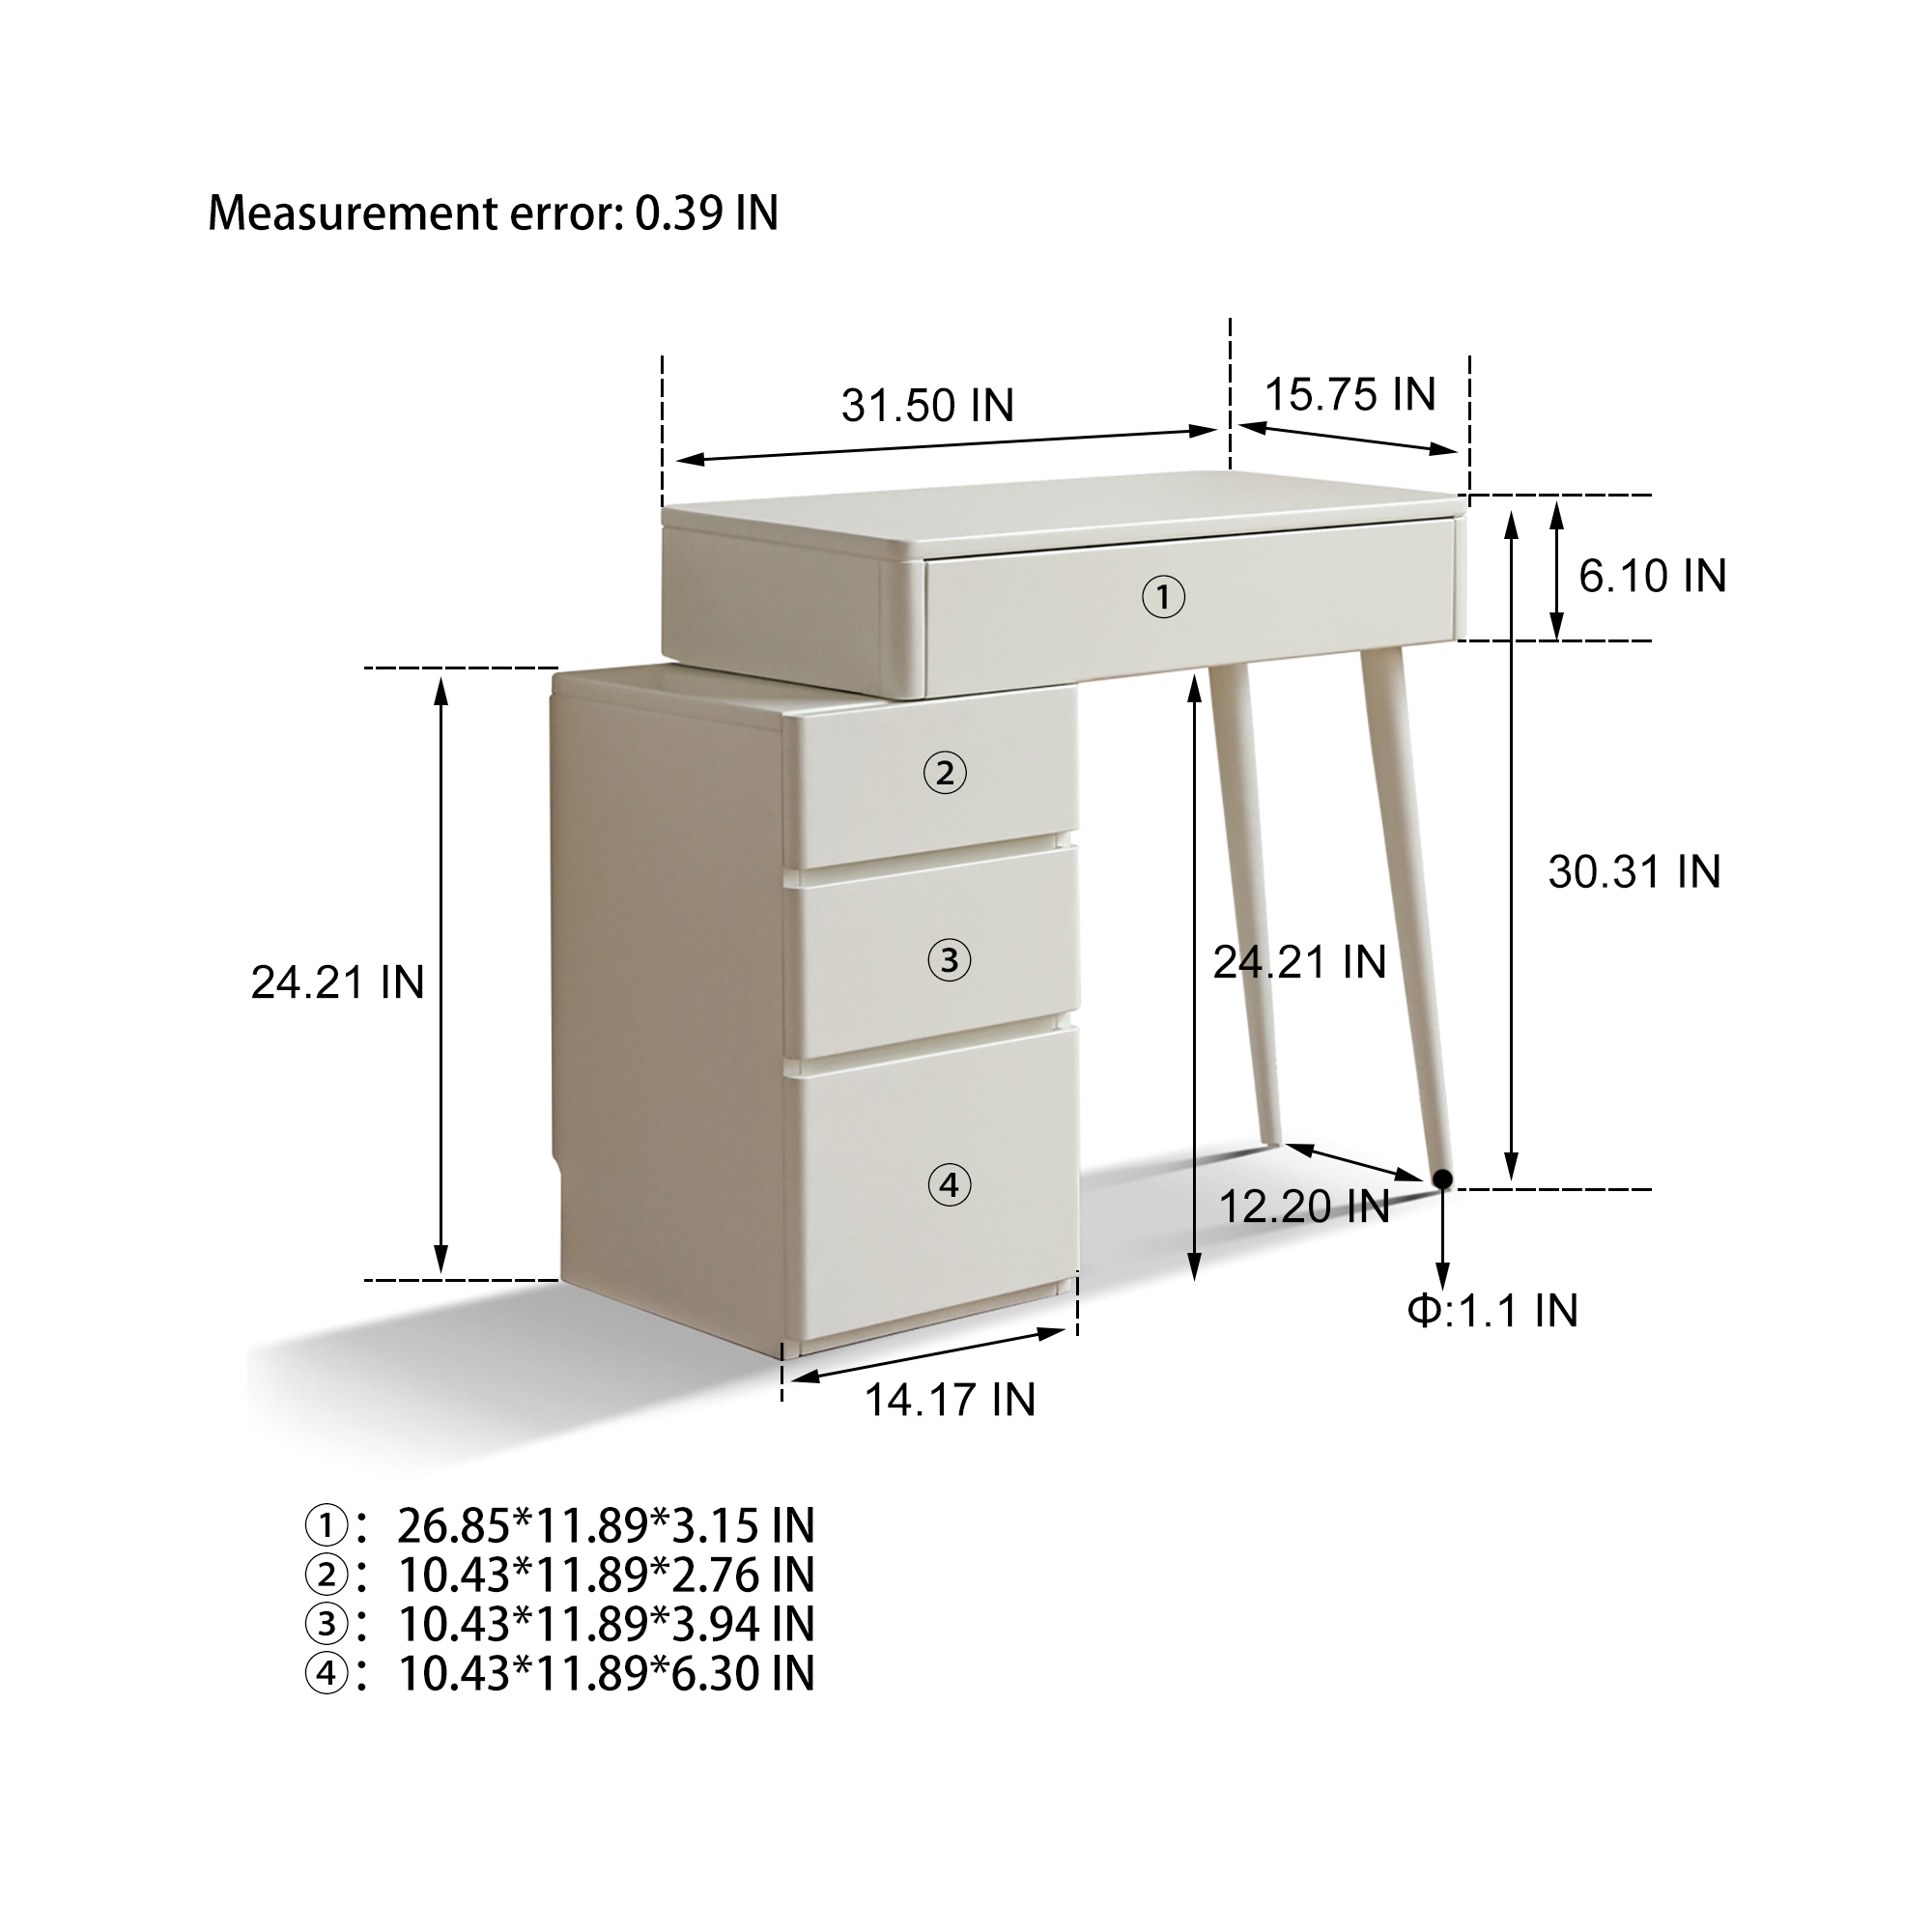 Measurement error: 0.39 IN
31.50 IN
15.75 IN
6.10 IN
①
②
30.31 IN
③
24.21 IN
24.21 IN
④
12.20 IN
Φ:1.1 IN
14.17 IN
①: 26.85*11.89*3.15 IN
②: 10.43*11.89*2.76 IN
③: 10.43*11.89*3.94 IN
④: 10.43*11.89*6.30 IN